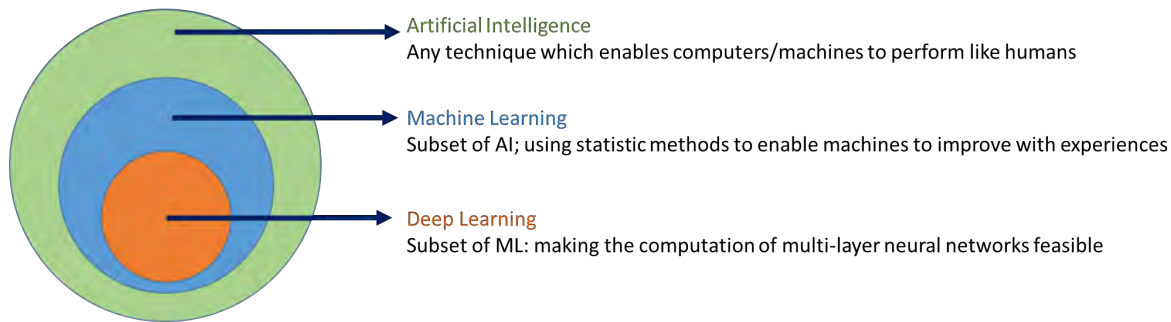 Artificial Intelligence
Any technique which enables computers/machines to perform like humans
Machine Learning
Subset of AI; using statistic methods to enable machines to improve with experiences
Deep Learning
Subset of ML: making the computation of multi-layer neural networks feasible